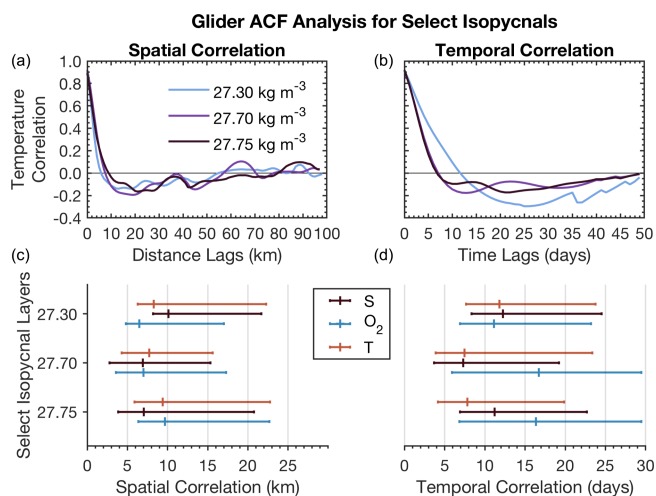 Glider ACF Analysis for Select Isopycnals
(a) Spatial Correlation
(b) Temporal Correlation
Temperature
Correlation
1.0
0.8
0.6
0.4
0.2
0.0
-0.2
-0.4
27.30 kg m⁻³
27.70 kg m⁻³
27.75 kg m⁻³
0 10 20 30 40 50 60 70 80 90 100
Distance Lags (km)
0 5 10 15 20 25 30 35 40 45 50
Time Lags (days)
(c)
(d)
Select Isopycnal Layers
27.30
27.70
27.75
S
O₂
T
0 5 10 15 20 25
Spatial Correlation (km)
0 5 10 15 20 25 30
Temporal Correlation (days)